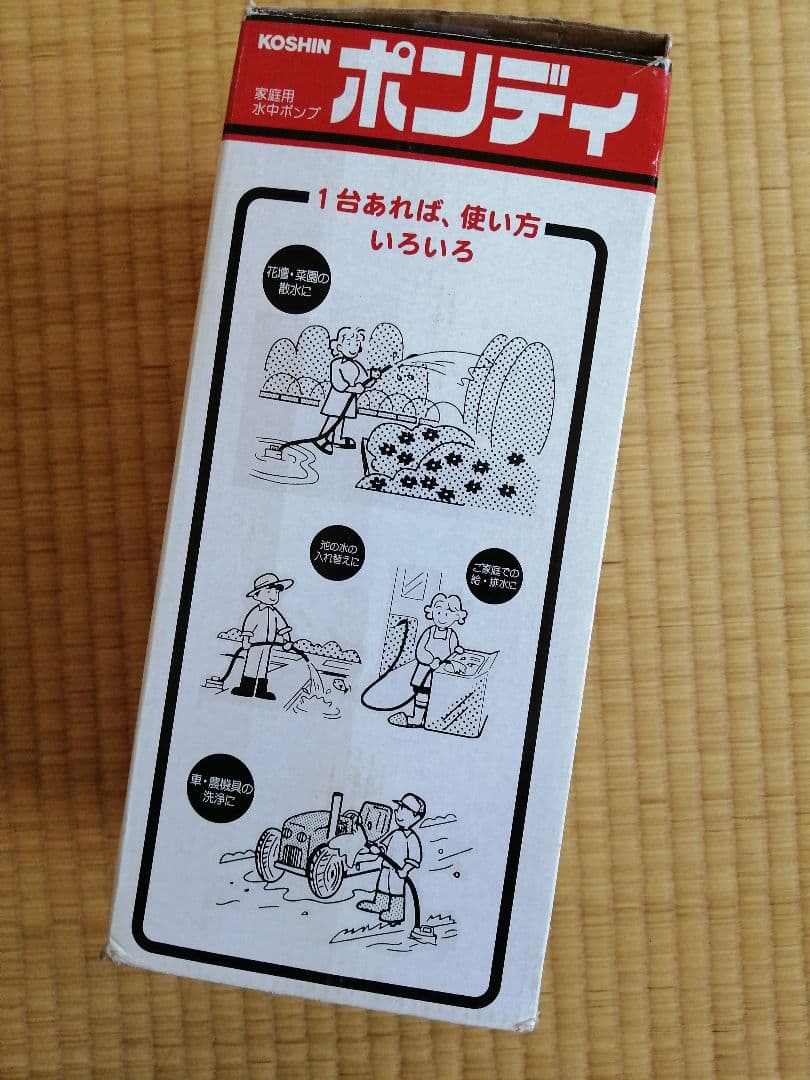 KOSHIN
家庭用
水中ポンプ
ポンディ
1台あれば、使い方
いろいろ
花壇・菜園の
散水に
池の水の
入れ替えに
ご家庭での
給・排水に
車・農機具の
洗浄に